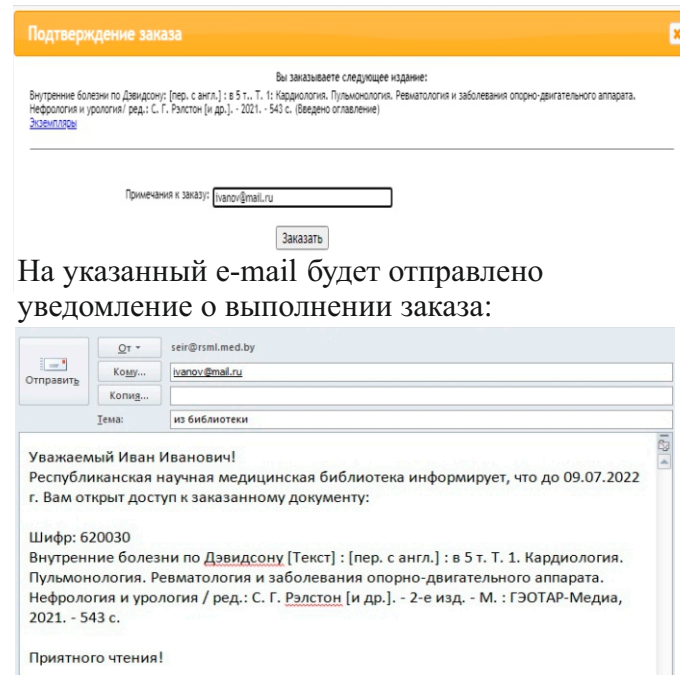 Подтверждение заказа
Вы заказываете следующее издание:
Внутренние болезни по Дэвидсону: [пер. с англ.] : в 5 т.. Т. 1: Кардиология. Пульмонология. Ревматология и заболевания опорно-двигательного аппарата.
Нефрология и урология/ ред.: С. Г. Рэлстон [и др.]. - 2021. - 543 с. (Введено оглавление)
Экземпляры
Примечания к заказу: ivanov@mail.ru
Заказать
На указанный e-mail будет отправлено
уведомление о выполнении заказа:
От seir@rsml.med.by
Отправить
Кому... ivanov@mail.ru
Копия...
Тема: из библиотеки
Уважаемый Иван Иванович!
Республиканская научная медицинская библиотека информирует, что до 09.07.2022
г. Вам открыт доступ к заказанному документу:
Шифр: 620030
Внутренние болезни по Дэвидсону [Текст] : [пер. с англ.] : в 5 т. Т. 1. Кардиология.
Пульмонология. Ревматология и заболевания опорно-двигательного аппарата.
Нефрология и урология / ред.: С. Г. Рэлстон [и др.]. - 2-е изд. - М. : ГЭОТАР-Медиа,
2021. - 543 с.
Приятного чтения!